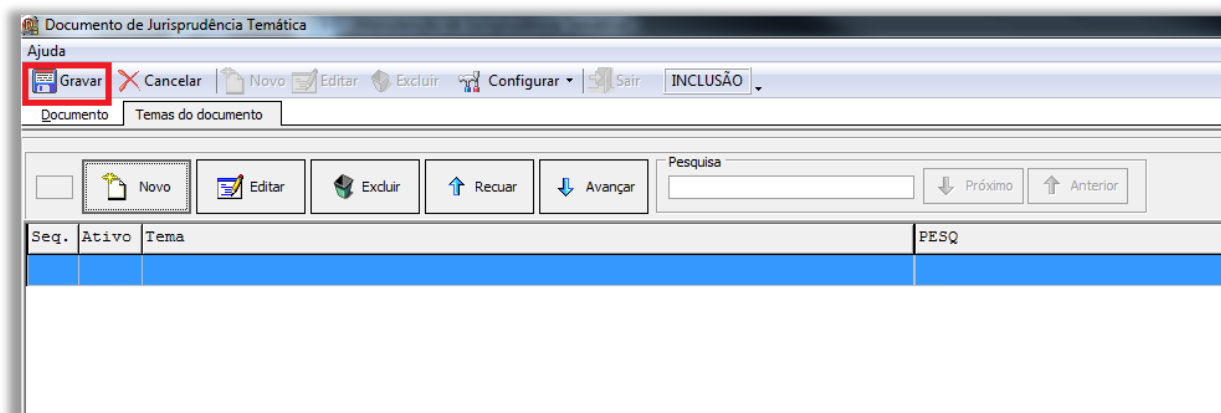 Documento de Jurisprudência Temática
Ajuda
Gravar Cancelar Novo Editar Excluir Configurar Sair INCLUSÃO
Documento Temas do documento
Pesquisa
Novo Editar Excluir Recuar Avançar Próximo Anterior
Seq. Ativo Tema PESQ